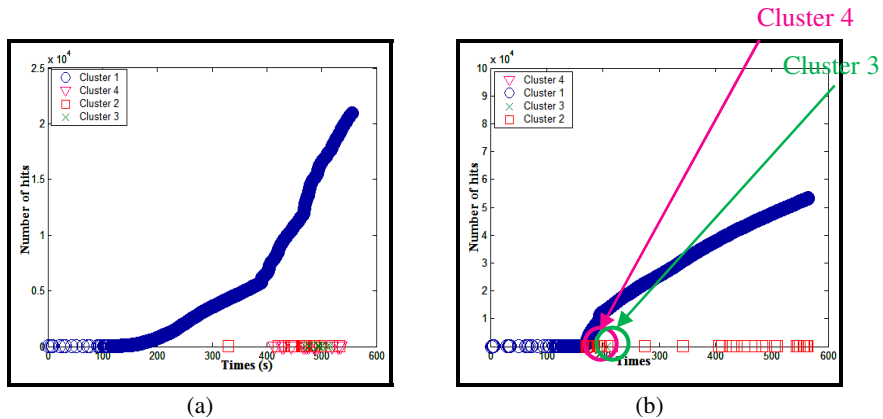 Cluster 4
Cluster 3
x 10⁴
2.5
2
1.5
1
0.5
0
0 100 200 300 400 500 600
Number of hits
Times (s)
Cluster 1
Cluster 4
Cluster 2
Cluster 3
(a)
x 10⁴
10
9
8
7
6
5
4
3
2
1
0
0 100 200 300 400 500 600
Number of hits
Times
Cluster 4
Cluster 1
Cluster 3
Cluster 2
(b)